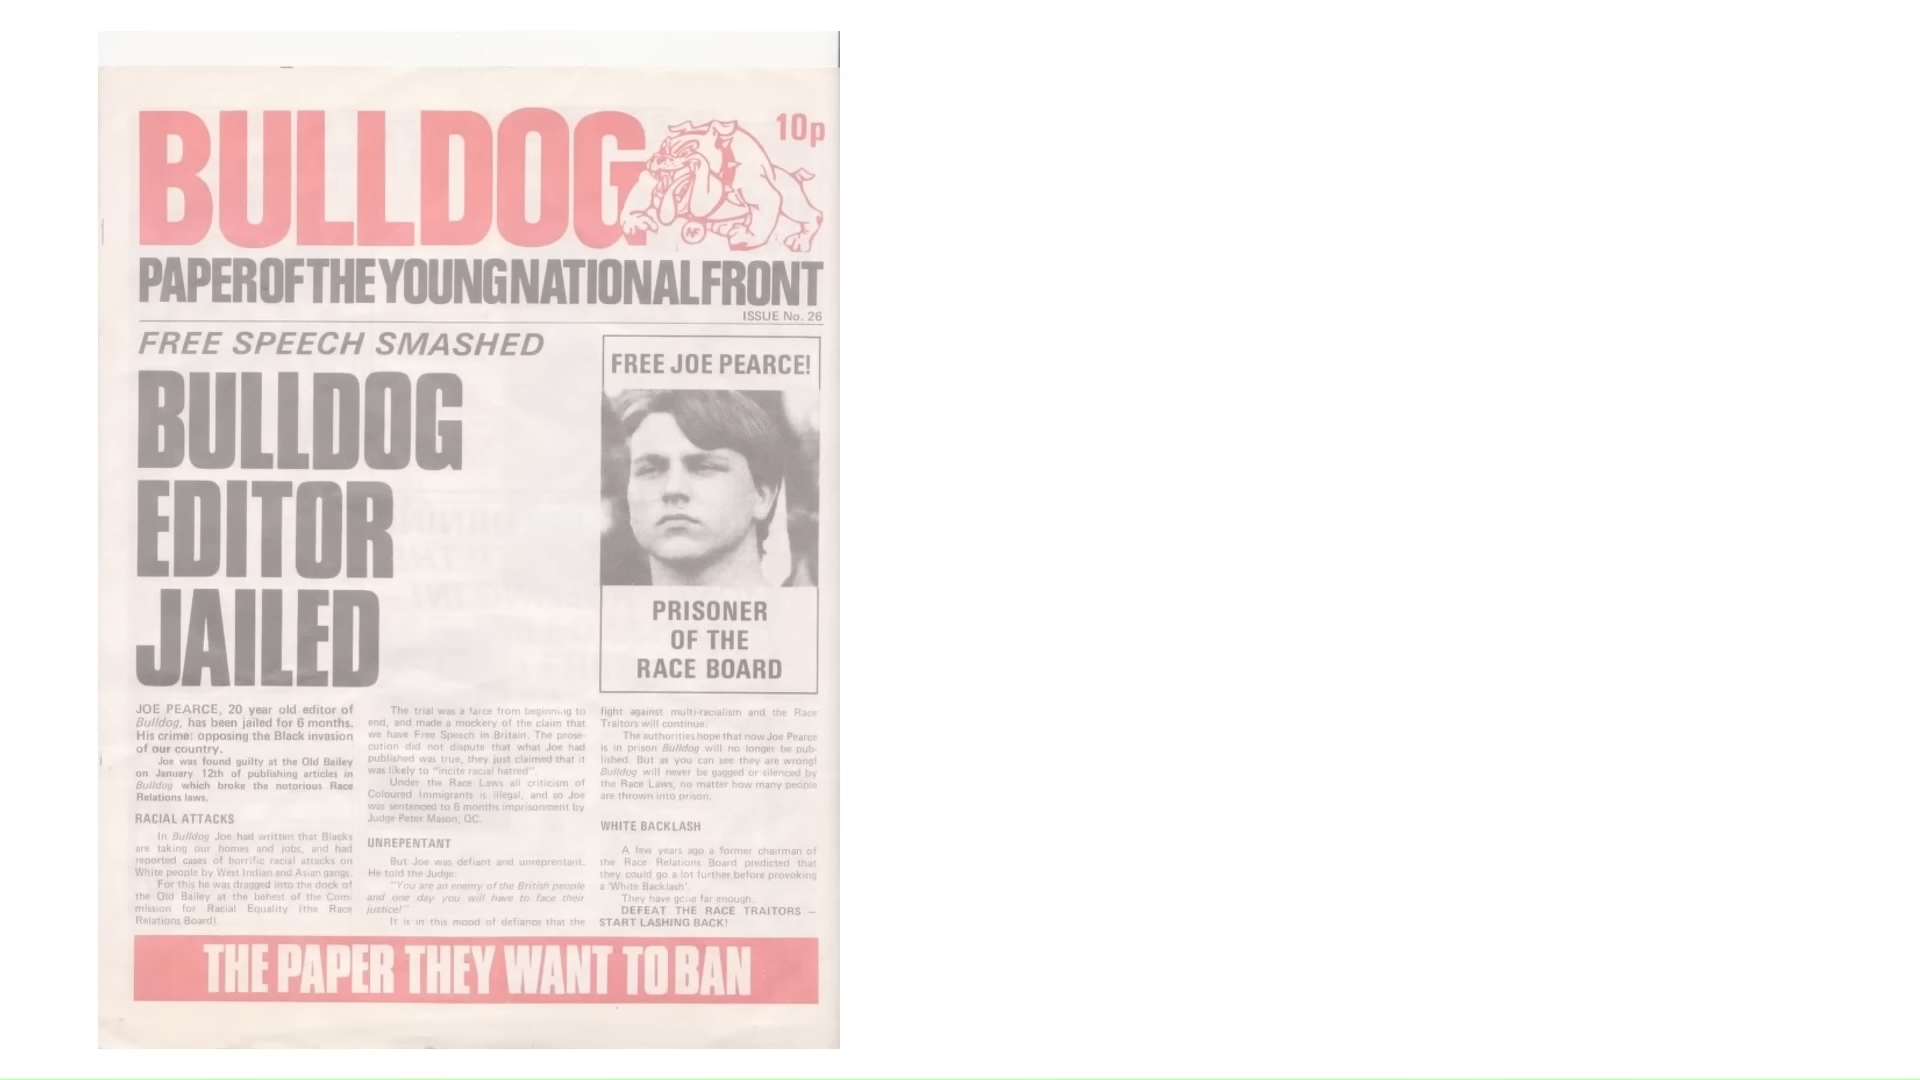 BULLDOG
10p
NF
PAPER OF THE YOUNG NATIONAL FRONT
ISSUE No. 26
FREE SPEECH SMASHED
BULLDOG
EDITOR
JAILED
FREE JOE PEARCE!
PRISONER
OF THE
RACE BOARD
JOE PEARCE, 20 year old editor of
Bulldog, has been jailed for 6 months.
His crime: opposing the Black invasion
of our country.
Joe was found guilty at the Old Bailey
on January 12th of publishing articles in
Bulldog which broke the notorious Race
Relations laws.
RACIAL ATTACKS
In Bulldog Joe had written that Blacks
are taking our homes and jobs, and had
reported cases of horrific racial attacks on
White people by West Indian and Asian gangs.
For this he was dragged into the dock of
the Old Bailey at the behest of the Com-
mission for Racial Equality (the Race
Relations Board).
The trial was a farce from beginning to
end, and made a mockery of the claim that
we have Free Speech in Britain. The prose-
cution did not dispute that what Joe had
published was true, they just claimed that it
was likely to "incite racial hatred".
Under the Race Laws all criticism of
Coloured Immigrants is illegal, and so Joe
was sentenced to 6 months imprisonment by
Judge Peter Mason, QC.
UNREPENTANT
But Joe was defiant and unreprentant.
He told the Judge:
"You are an enemy of the British people
and one day you will have to face their
justice!"
It is in this mood of defiance that the
fight against multi-racialism and the Race
Traitors will continue.
The authorities hope that now Joe Pearce
is in prison Bulldog will no longer be pub-
lished. But as you can see they are wrong!
Bulldog will never be gagged or silenced by
the Race Laws, no matter how many people
are thrown into prison.
WHITE BACKLASH
A few years ago a former chairman of
the Race Relations Board predicted that
they could go a lot further before provoking
a 'White Backlash'.
They have gone far enough.
DEFEAT THE RACE TRAITORS –
START LASHING BACK!
THE PAPER THEY WANT TO BAN